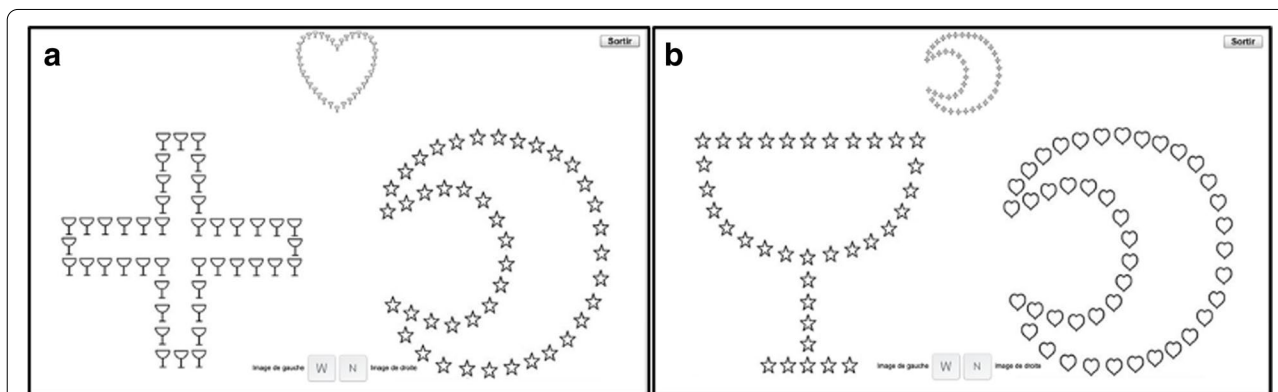 a
Sortir
Image de gauche W N Image de droite
b
Sortir
Image de gauche W N Image de droite